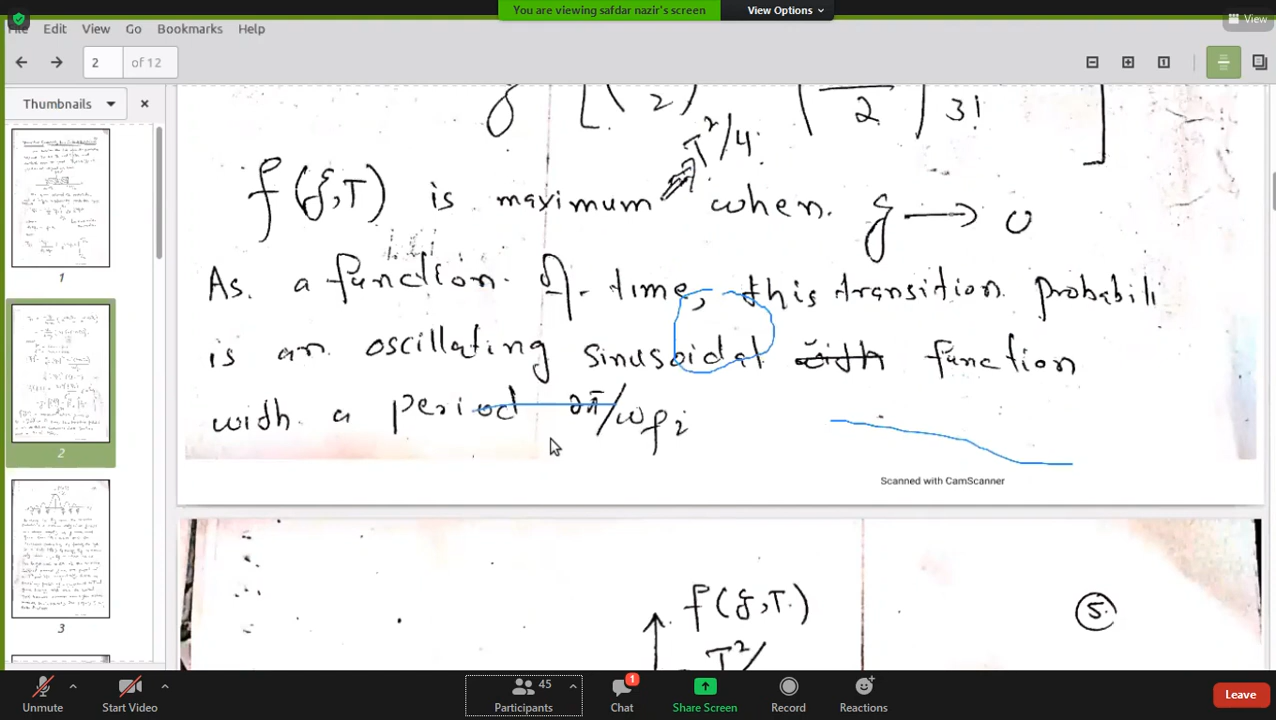 You are viewing safdar nazir's screen
View Options
View
File Edit View Go Bookmarks Help
2 of 12
Thumbnails
2) 2 3!
T²/4
f(g,T) is maximum when. g → 0
As. a function. of time, this transition probabili
is an oscillating sinusoidal with function
with. a period 2π/ωfi
Scanned with CamScanner
1
2
3
f(g,T.)
T²/
5
Unmute
Start Video
45
Participants
1
Chat
Share Screen
Record
Reactions
Leave